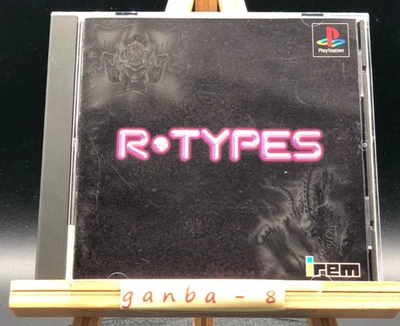 PlayStation
R•TYPES
irem
ganba - 8